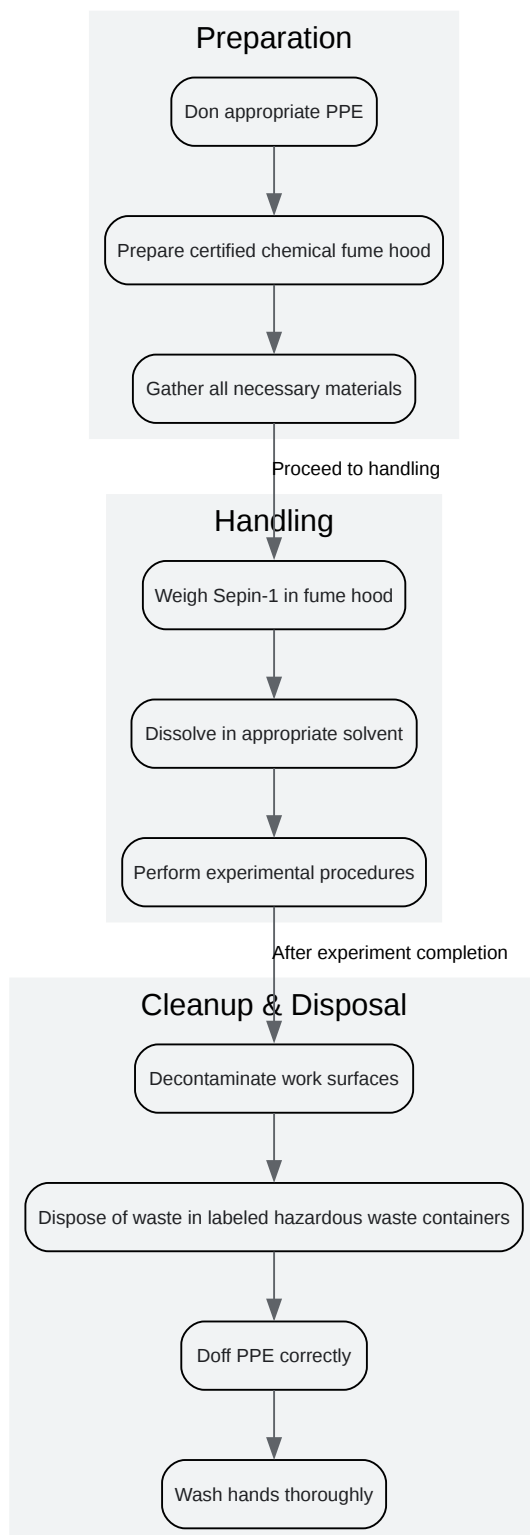 Preparation
Don appropriate PPE
Prepare certified chemical fume hood
Gather all necessary materials
Proceed to handling
Handling
Weigh Sepin-1 in fume hood
Dissolve in appropriate solvent
Perform experimental procedures
After experiment completion
Cleanup & Disposal
Decontaminate work surfaces
Dispose of waste in labeled hazardous waste containers
Doff PPE correctly
Wash hands thoroughly